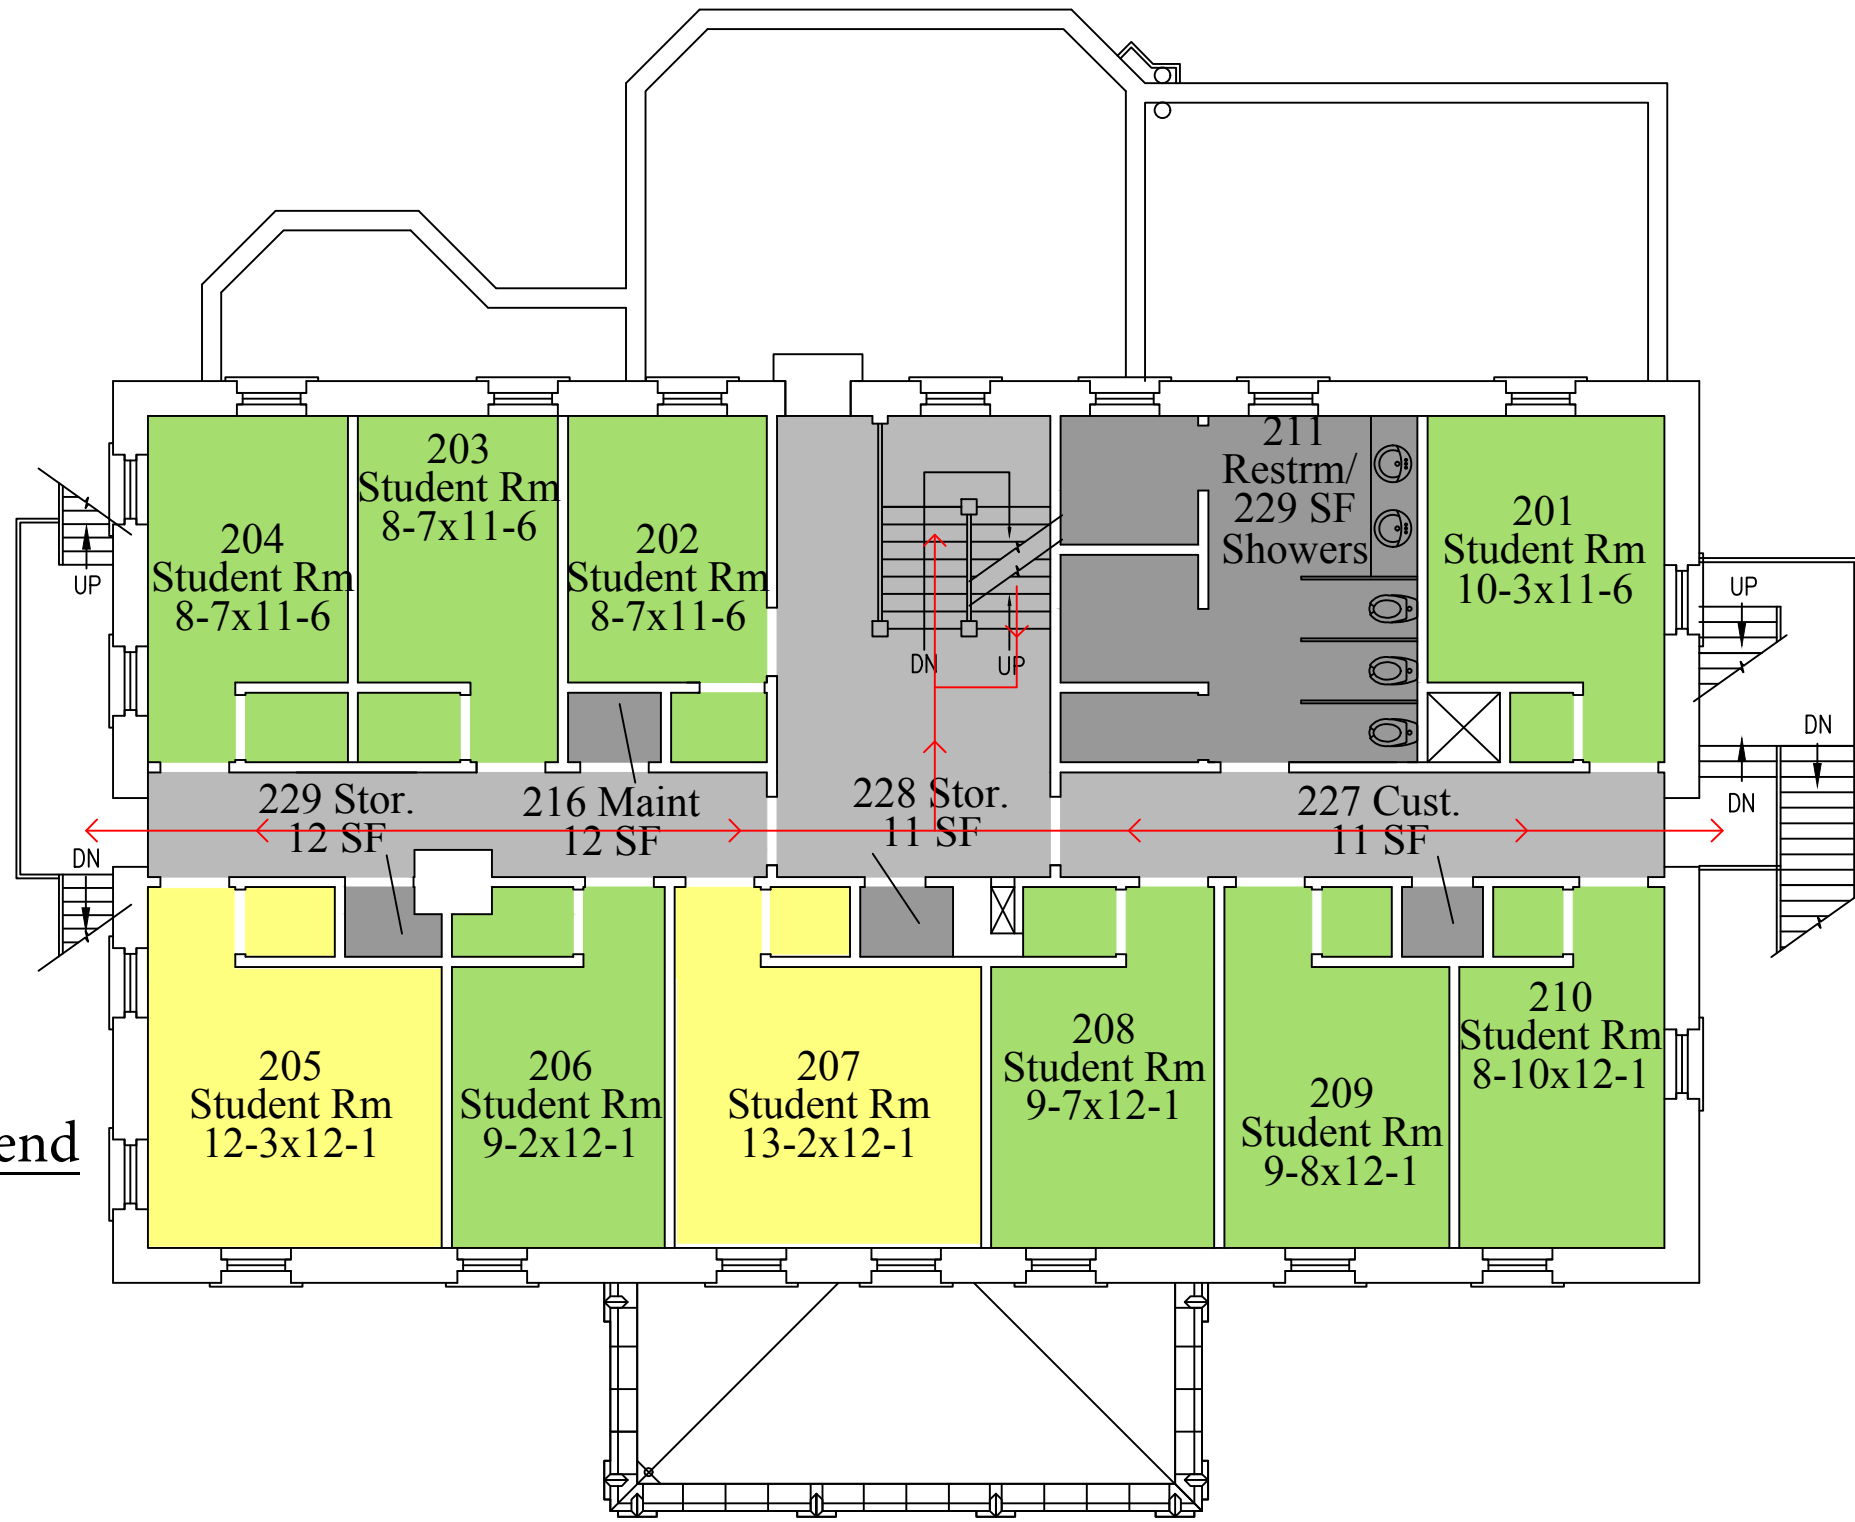 204
Student Rm
8-7x11-6
203
Student Rm
8-7x11-6
202
Student Rm
8-7x11-6
211
Restrm/
229 SF
Showers
201
Student Rm
10-3x11-6
UP
DN
UP
UP
DN
DN
DN
229 Stor.
12 SF
216 Maint
12 SF
228 Stor.
11 SF
227 Cust.
11 SF
205
Student Rm
12-3x12-1
206
Student Rm
9-2x12-1
207
Student Rm
13-2x12-1
208
Student Rm
9-7x12-1
209
Student Rm
9-8x12-1
210
Student Rm
8-10x12-1
end